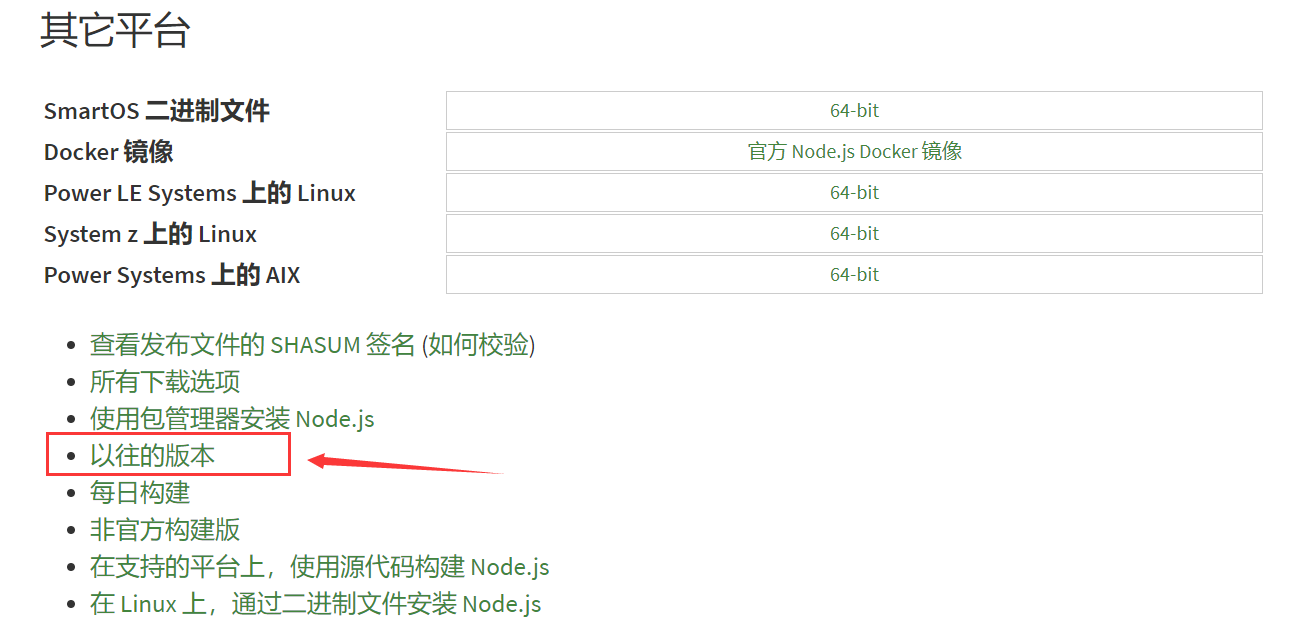 其它平台
SmartOS 二进制文件 64-bit
Docker 镜像 官方 Node.js Docker 镜像
Power LE Systems 上的 Linux 64-bit
System z 上的 Linux 64-bit
Power Systems 上的 AIX 64-bit
查看发布文件的 SHASUM 签名 (如何校验)
所有下载选项
使用包管理器安装 Node.js
以往的版本
每日构建
非官方构建版
在支持的平台上，使用源代码构建 Node.js
在 Linux 上，通过二进制文件安装 Node.js